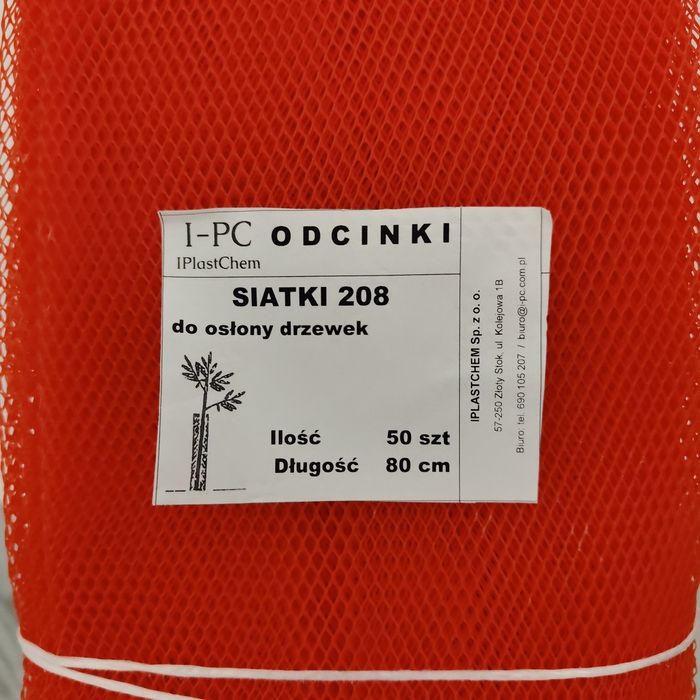 I-PC ODCINKI
IPlastChem
SIATKI 208
do osłony drzewek
Ilość 50 szt
Długość 80 cm
IPLASTCHEM Sp. z o. o.
57-250 Złoty Stok. ul. Kolejowa 1B
Biuro: tel. 690 105 207 / biuro@i-pc.com.pl